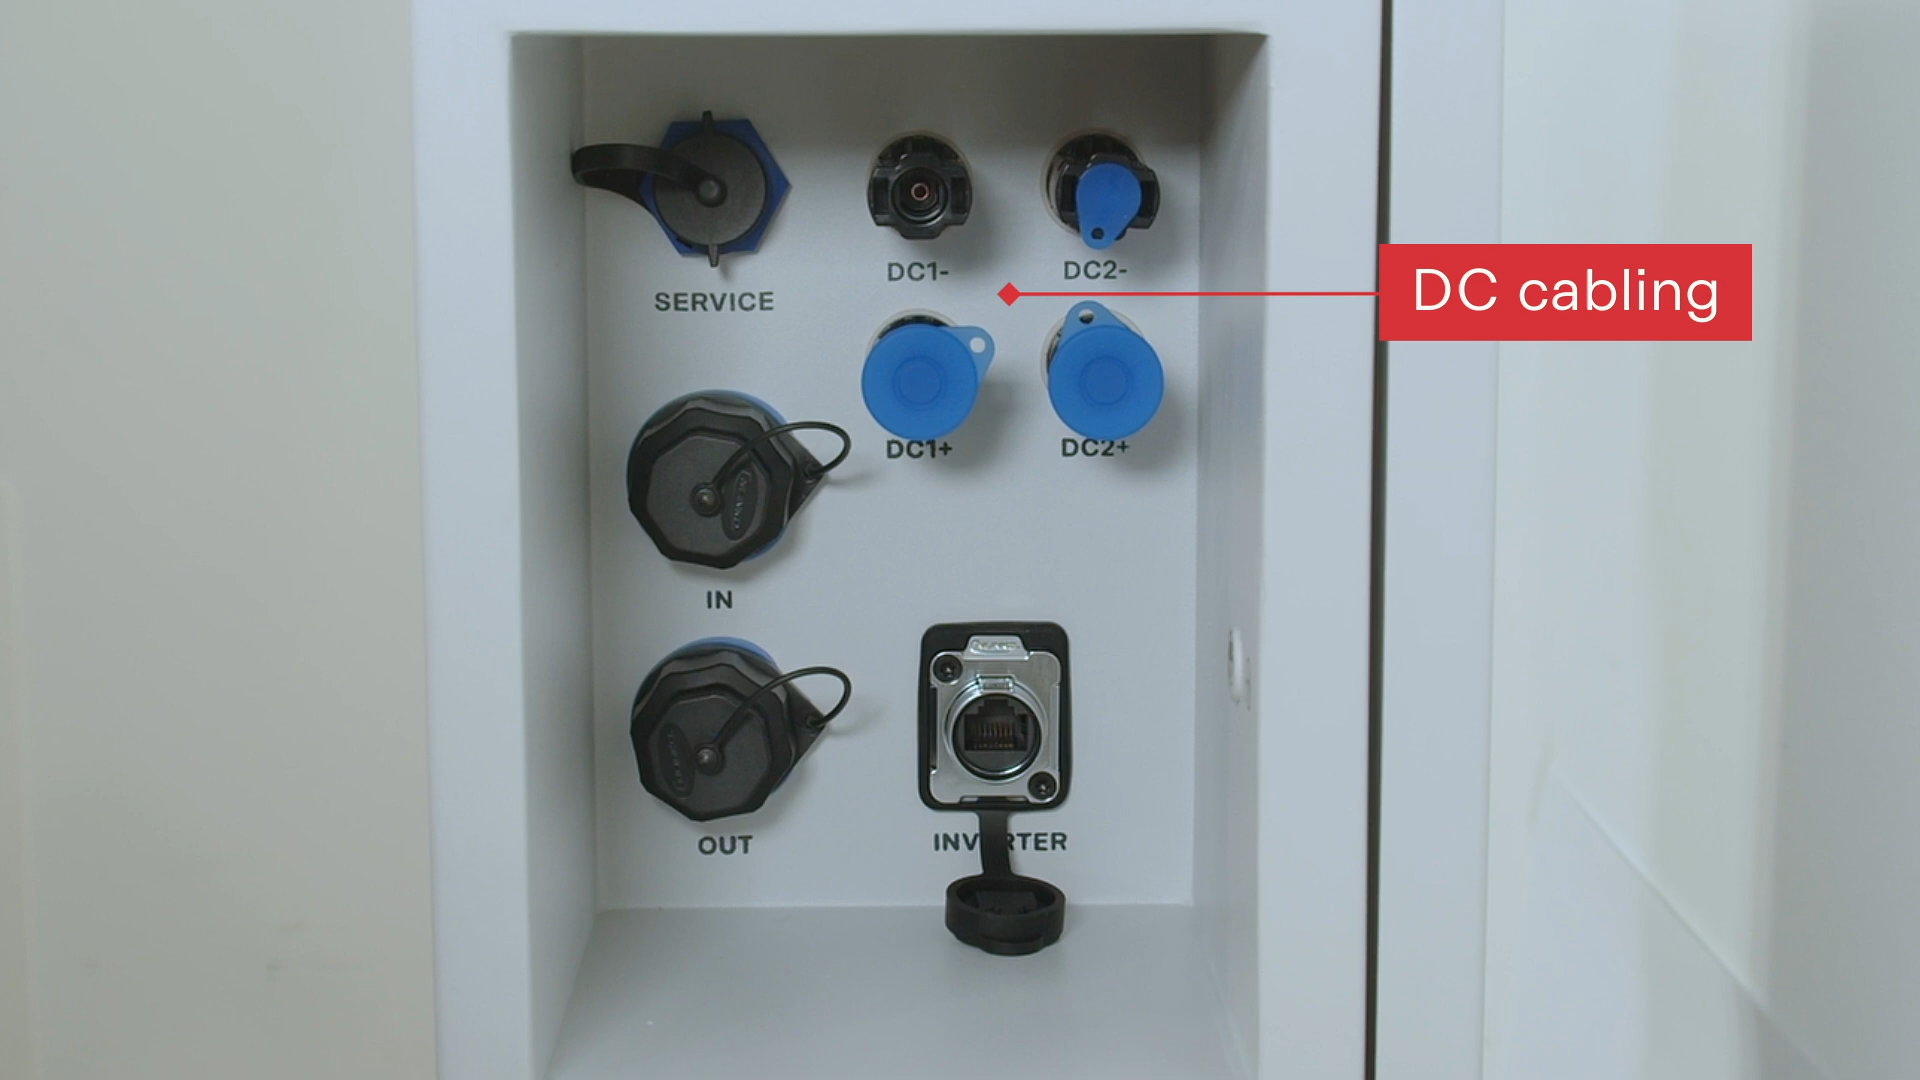 DC1-
DC2-
DC cabling
SERVICE
DC1+
DC2+
IN
INVERTER
OUT